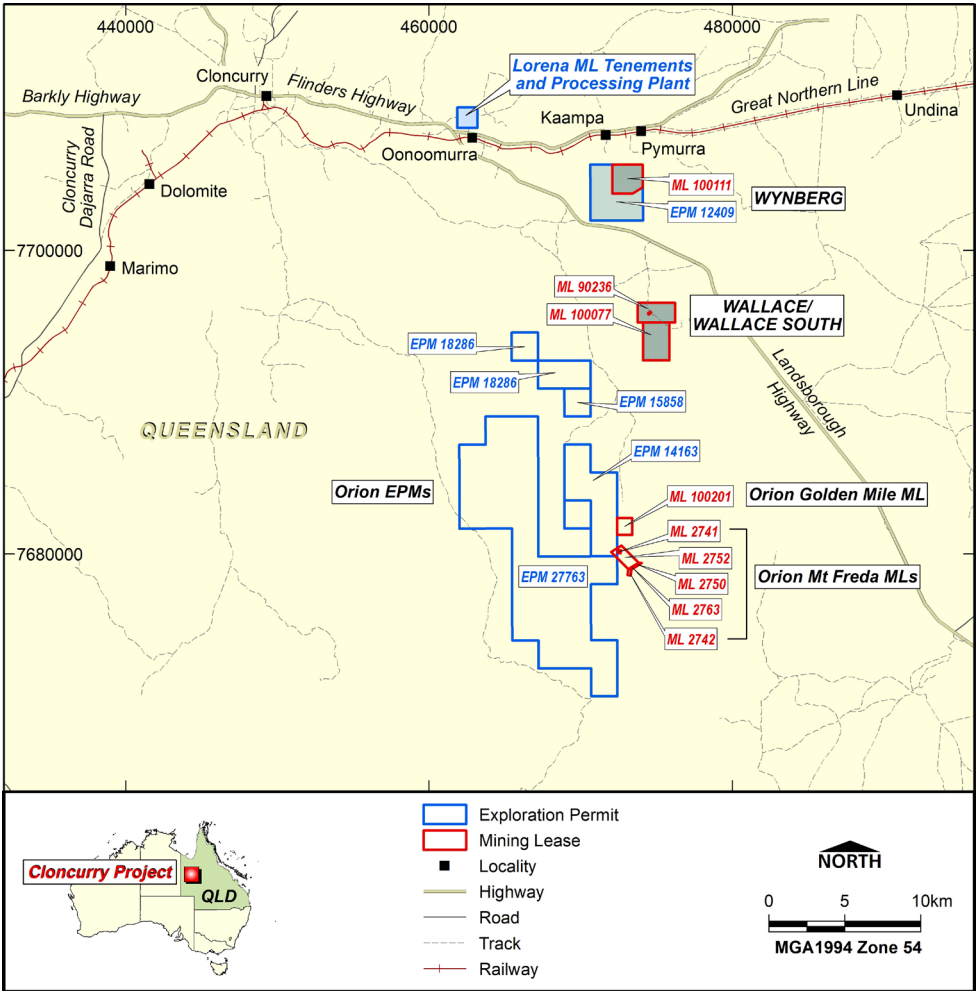 440000
460000
480000
Lorena ML Tenements
and Processing Plant
Cloncurry
Flinders Highway
Barkly Highway
Great Northern Line
Kaampa
Undina
Oonoomurra
Pymurra
Cloncurry
Dajarra Road
Dolomite
ML 100111
WYNBERG
EPM 12409
7700000
Marimo
ML 90236
WALLACE/
WALLACE SOUTH
ML 100077
EPM 18286
EPM 18286
EPM 15858
Landsborough
Highway
QUEENSLAND
EPM 14163
Orion EPMs
ML 100201
Orion Golden Mile ML
ML 2741
7680000
ML 2752
EPM 27763
ML 2750
Orion Mt Freda MLs
ML 2763
ML 2742
Cloncurry Project
QLD
Exploration Permit
Mining Lease
Locality
Highway
Road
Track
Railway
NORTH
0 5 10km
MGA1994 Zone 54